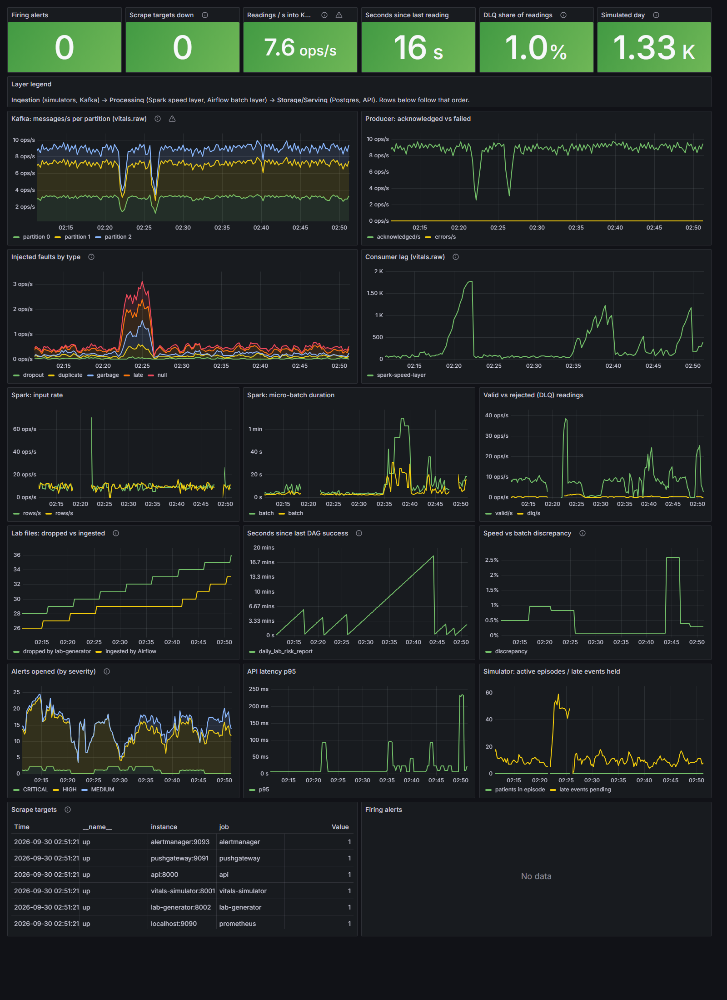 Firing alerts
0
Scrape targets down
0
Readings / s into K...
7.6 ops/s
Seconds since last reading
16 s
DLQ share of readings
1.0%
Simulated day
1.33 K
Layer legend
Ingestion (simulators, Kafka) → Processing (Spark speed layer, Airflow batch layer) → Storage/Serving (Postgres, API). Rows below follow that order.
Kafka: messages/s per partition (vitals.raw)
10 ops/s
8 ops/s
6 ops/s
4 ops/s
2 ops/s
02:15 02:20 02:25 02:30 02:35 02:40 02:45 02:50
partition 0 partition 1 partition 2
Producer: acknowledged vs failed
10 ops/s
8 ops/s
6 ops/s
4 ops/s
2 ops/s
0 ops/s
02:15 02:20 02:25 02:30 02:35 02:40 02:45 02:50
acknowledged/s errors/s
Injected faults by type
3 ops/s
2 ops/s
1 ops/s
0 ops/s
02:15 02:20 02:25 02:30 02:35 02:40 02:45 02:50
dropout duplicate garbage late null
Consumer lag (vitals.raw)
2 K
1.50 K
1 K
500
0
02:15 02:20 02:25 02:30 02:35 02:40 02:45 02:50
spark-speed-layer
Spark: input rate
60 ops/s
40 ops/s
20 ops/s
0 ops/s
02:15 02:20 02:25 02:30 02:35 02:40 02:45 02:50
rows/s rows/s
Spark: micro-batch duration
1 min
40 s
20 s
0 s
02:15 02:20 02:25 02:30 02:35 02:40 02:45 02:50
batch batch
Valid vs rejected (DLQ) readings
40 ops/s
30 ops/s
20 ops/s
10 ops/s
0 ops/s
02:15 02:20 02:25 02:30 02:35 02:40 02:45 02:50
valid/s dlq/s
Lab files: dropped vs ingested
36
34
32
30
28
26
02:15 02:20 02:25 02:30 02:35 02:40 02:45 02:50
dropped by lab-generator ingested by Airflow
Seconds since last DAG success
20 mins
16.7 mins
13.3 mins
10 mins
6.67 mins
3.33 mins
0 s
02:15 02:20 02:25 02:30 02:35 02:40 02:45 02:50
daily_lab_risk_report
Speed vs batch discrepancy
2.5%
2%
1.5%
1%
0.5%
0%
02:15 02:20 02:25 02:30 02:35 02:40 02:45 02:50
discrepancy
Alerts opened (by severity)
25
20
15
10
5
0
02:15 02:20 02:25 02:30 02:35 02:40 02:45 02:50
CRITICAL HIGH MEDIUM
API latency p95
250 ms
200 ms
150 ms
100 ms
50 ms
0 s
02:15 02:20 02:25 02:30 02:35 02:40 02:45 02:50
p95
Simulator: active episodes / late events held
60
40
20
0
02:15 02:20 02:25 02:30 02:35 02:40 02:45 02:50
patients in episode late events pending
Scrape targets
Time __name__ instance job Value
2026-09-30 02:51:21 up alertmanager:9093 alertmanager 1
2026-09-30 02:51:21 up pushgateway:9091 pushgateway 1
2026-09-30 02:51:21 up api:8000 api 1
2026-09-30 02:51:21 up vitals-simulator:8001 vitals-simulator 1
2026-09-30 02:51:21 up lab-generator:8002 lab-generator 1
2026-09-30 02:51:21 up localhost:9090 prometheus 1
Firing alerts
No data